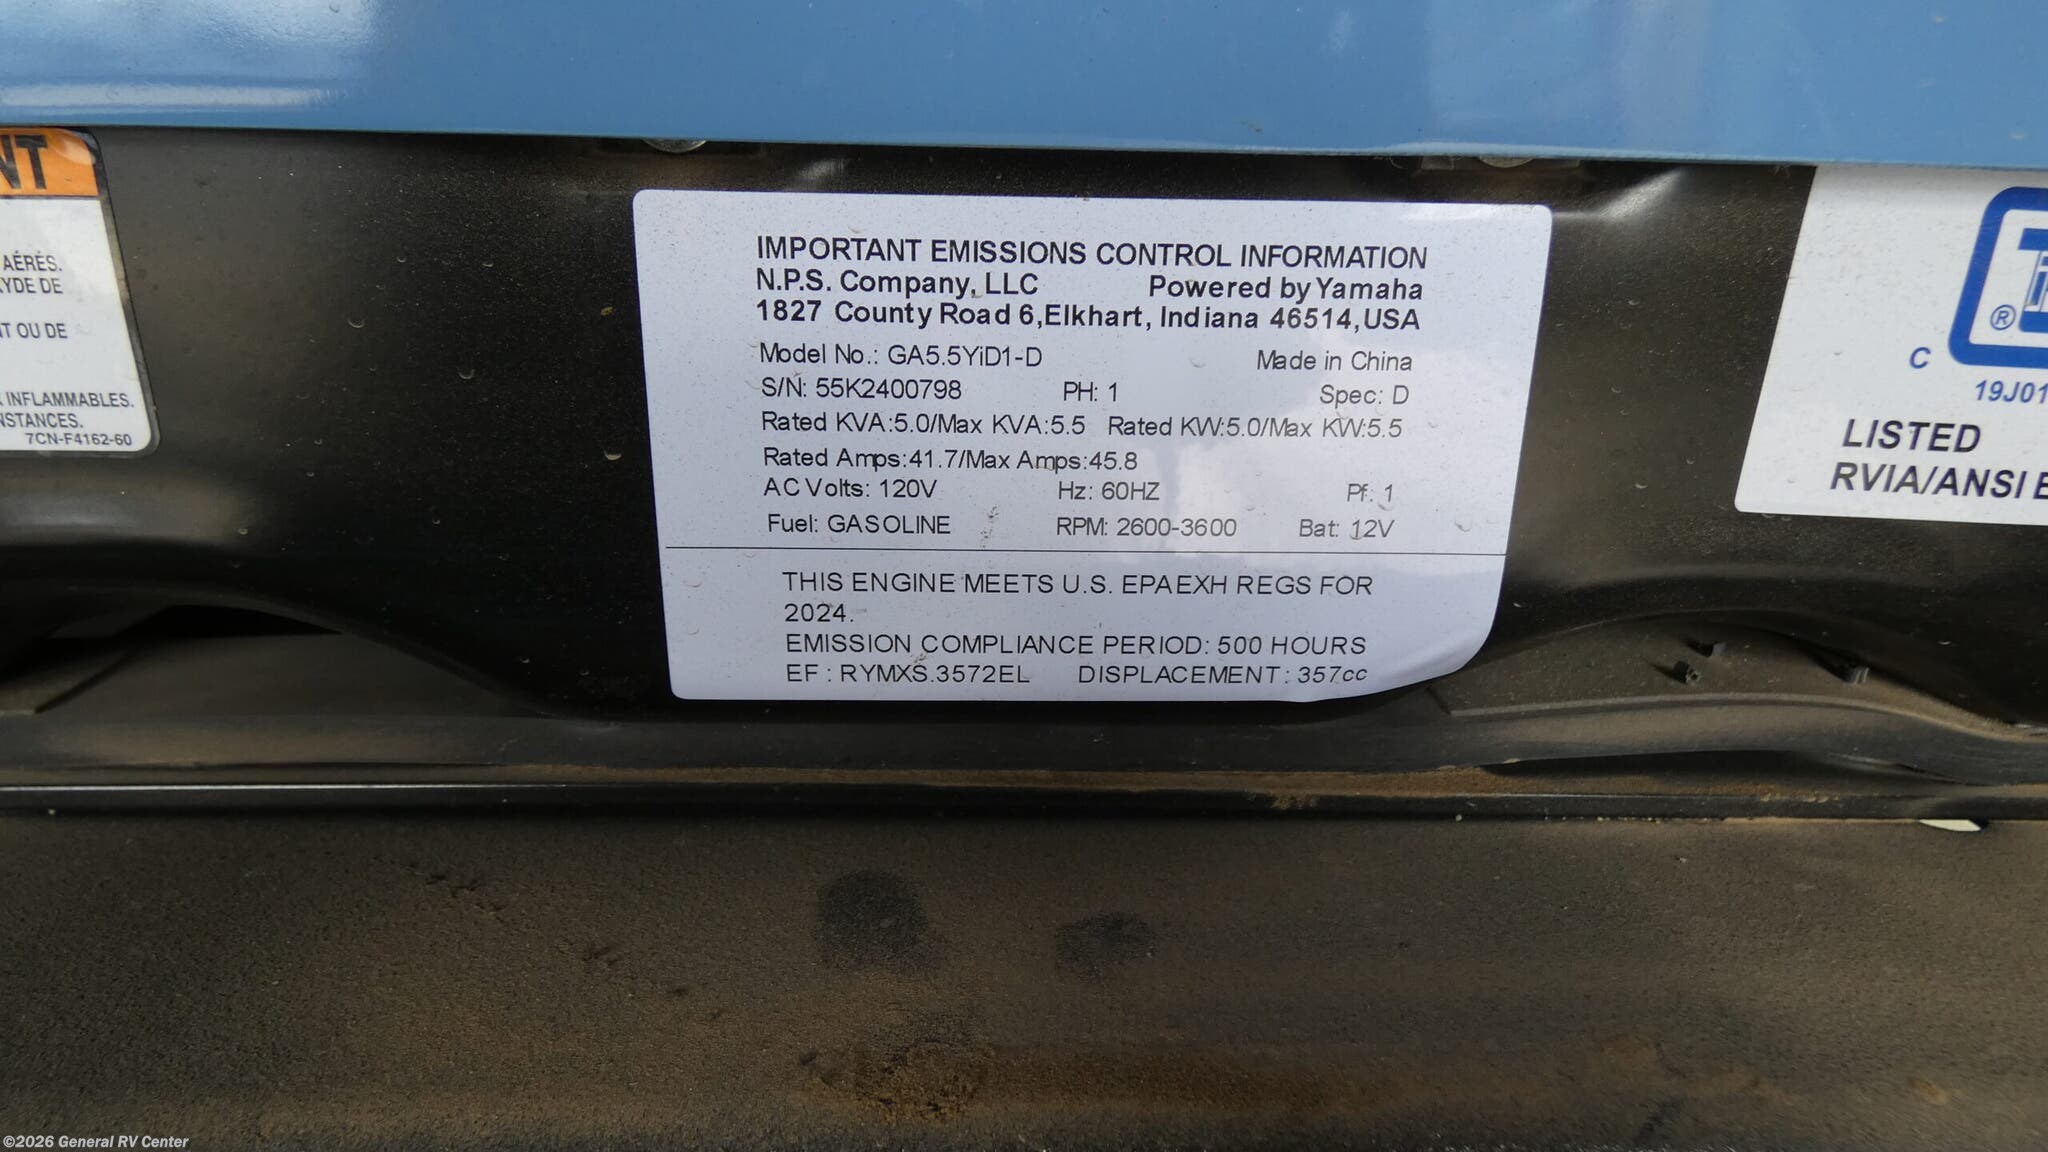 NT
AÉRÉS.
YDE DE
T OU DE
INFLAMMABLES.
NSTANCES.
7CN-F4162-60
IMPORTANT EMISSIONS CONTROL INFORMATION
N.P.S. Company, LLC Powered by Yamaha
1827 County Road 6,Elkhart, Indiana 46514,USA
Model No.: GA5.5YiD1-D Made in China
S/N: 55K2400798 PH: 1 Spec: D
Rated KVA:5.0/Max KVA:5.5 Rated KW:5.0/Max KW:5.5
Rated Amps:41.7/Max Amps:45.8
AC Volts: 120V Hz: 60HZ Pf: 1
Fuel: GASOLINE RPM: 2600-3600 Bat: 12V
THIS ENGINE MEETS U.S. EPA EXH REGS FOR
2024.
EMISSION COMPLIANCE PERIOD: 500 HOURS
EF : RYMXS.3572EL DISPLACEMENT : 357cc
®
C
19J01
LISTED
RVIA/ANSI E
©2026 General RV Center